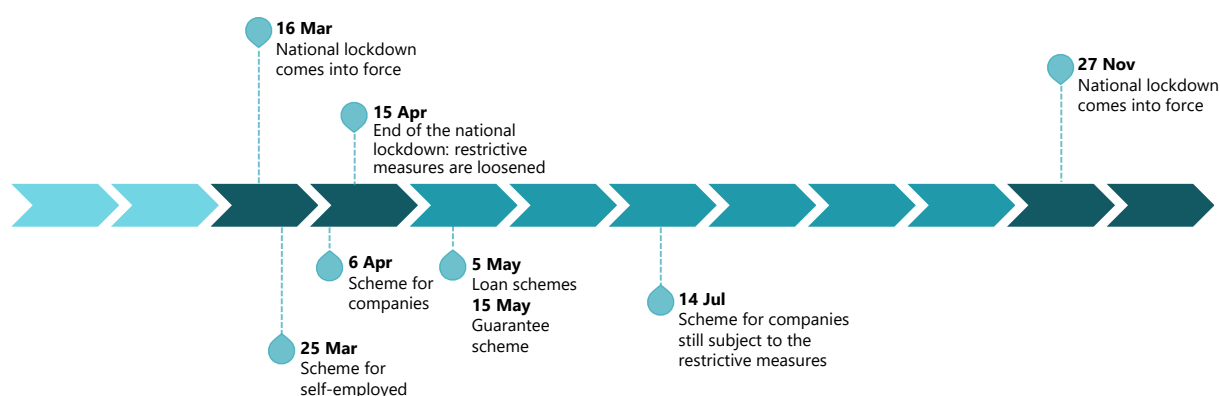 16 Mar
National lockdown
comes into force
15 Apr
End of the national
lockdown: restrictive
measures are loosened
27 Nov
National lockdown
comes into force
25 Mar
Scheme for
self-employed
6 Apr
Scheme for
companies
5 May
Loan schemes
15 May
Guarantee
scheme
14 Jul
Scheme for companies
still subject to the
restrictive measures